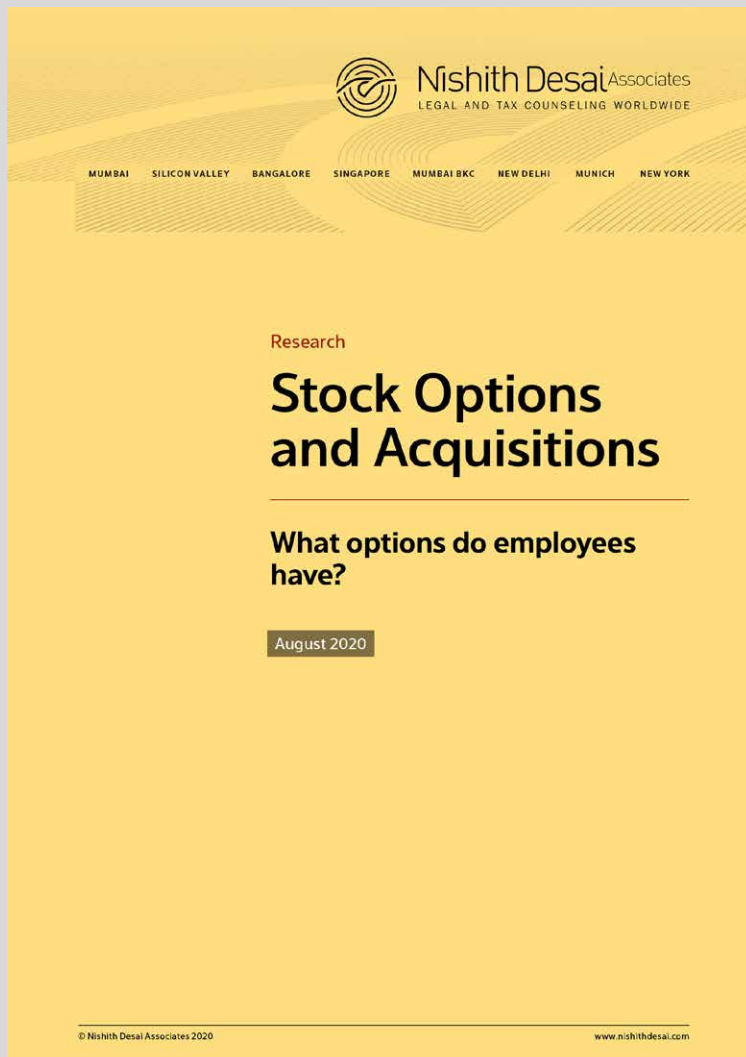 Nishith Desai Associates
LEGAL AND TAX COUNSELING WORLDWIDE
MUMBAI SILICON VALLEY BANGALORE SINGAPORE MUMBAI BKC NEW DELHI MUNICH NEW YORK
Research
Stock Options
and Acquisitions
What options do employees
have?
August 2020
© Nishith Desai Associates 2020 www.nishithdesai.com